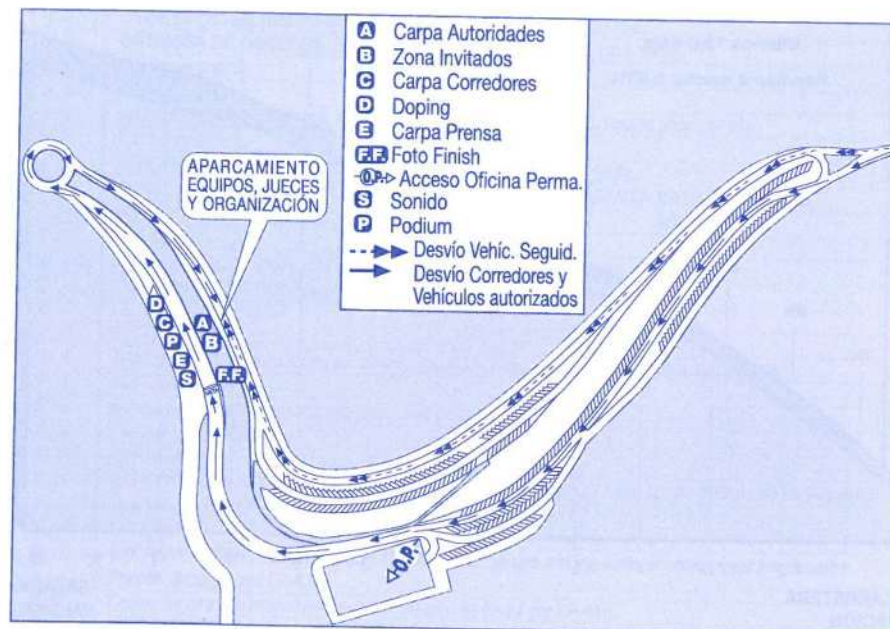 A Carpa Autoridades
B Zona Invitados
C Carpa Corredores
D Doping
E Carpa Prensa
F.F. Foto Finish
O.P. Acceso Oficina Perma.
S Sonido
P Podium
Desvío Vehíc. Seguid.
Desvío Corredores y
Vehículos autorizados
APARCAMIENTO
EQUIPOS, JUECES
Y ORGANIZACIÓN
D
C
P
E
S
A
B
F.F.
O.P.